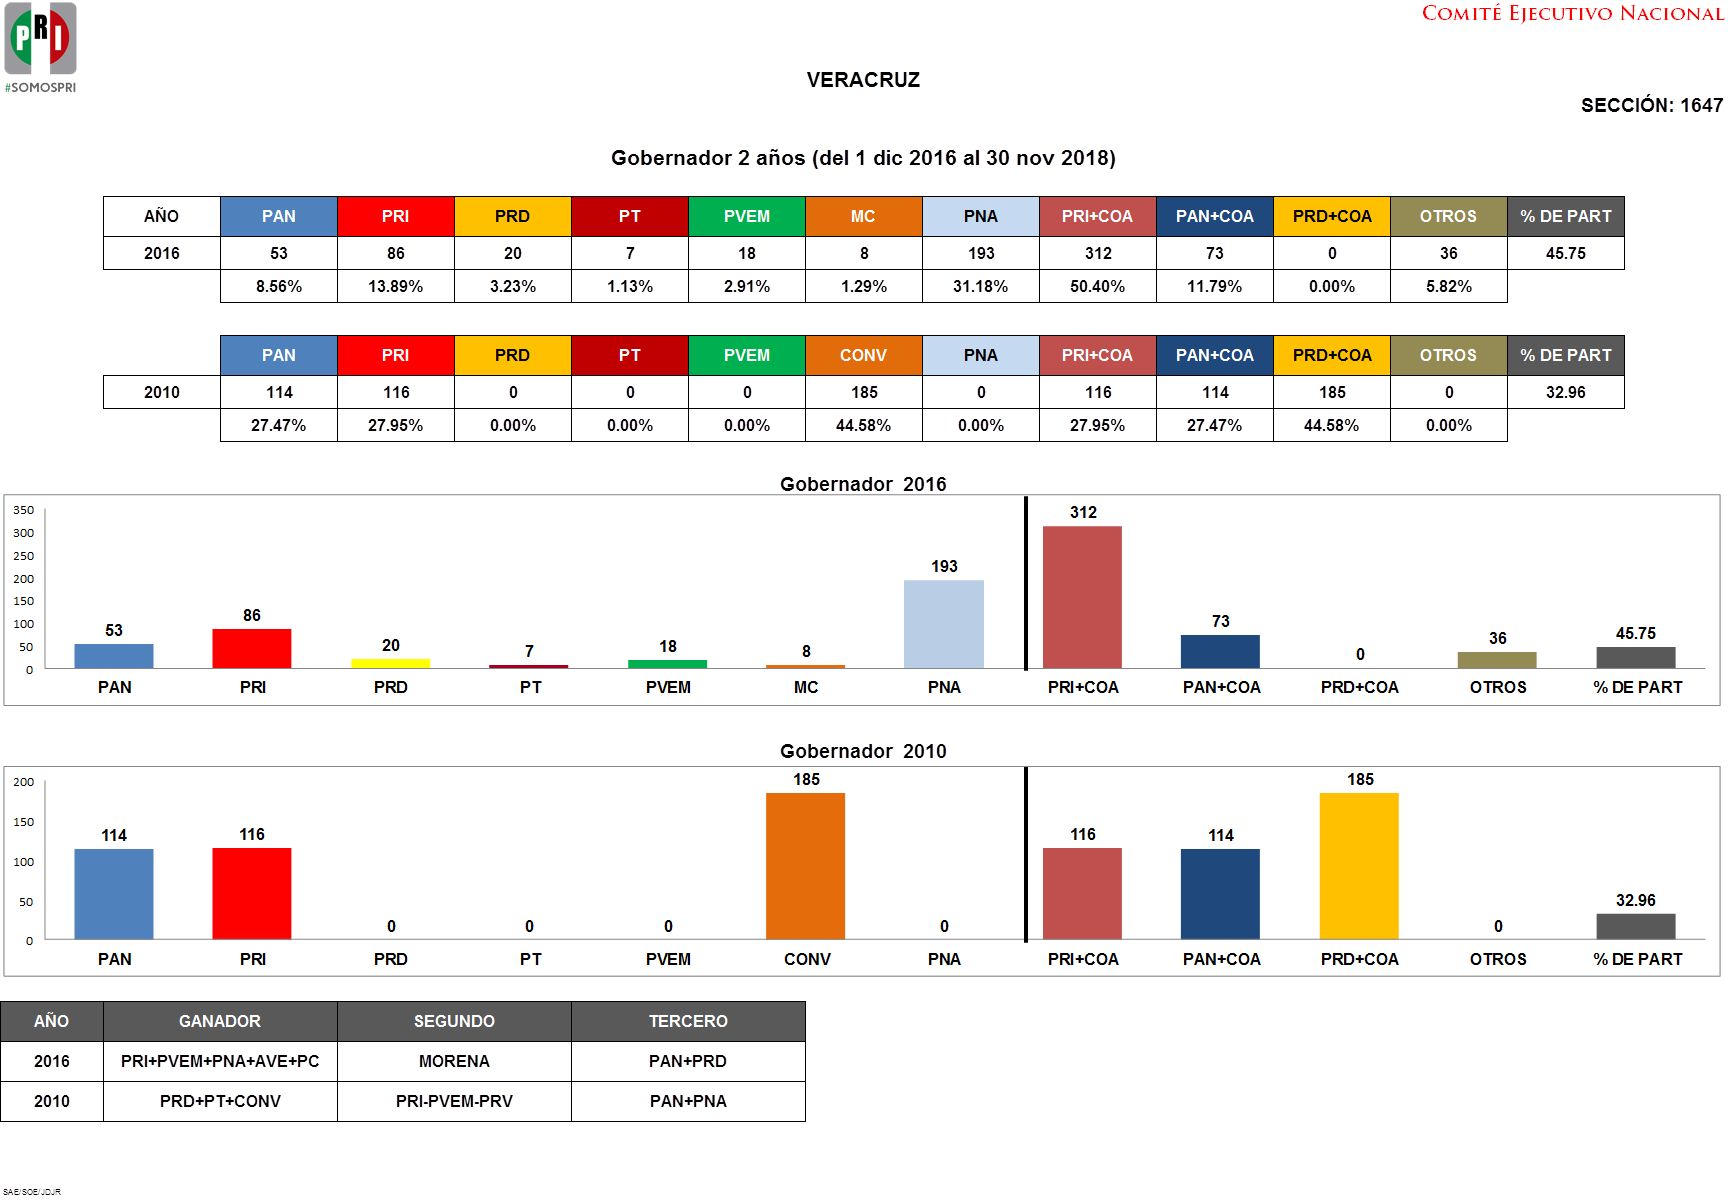 PRI
#SOMOSPRI
COMITÉ EJECUTIVO NACIONAL
VERACRUZ
SECCIÓN: 1647
Gobernador 2 años (del 1 dic 2016 al 30 nov 2018)
AÑO PAN PRI PRD PT PVEM MC PNA PRI+COA PAN+COA PRD+COA OTROS % DE PART
2016 53 86 20 7 18 8 193 312 73 0 36 45.75
8.56% 13.89% 3.23% 1.13% 2.91% 1.29% 31.18% 50.40% 11.79% 0.00% 5.82%
PAN PRI PRD PT PVEM CONV PNA PRI+COA PAN+COA PRD+COA OTROS % DE PART
2010 114 116 0 0 0 185 0 116 114 185 0 32.96
27.47% 27.95% 0.00% 0.00% 0.00% 44.58% 0.00% 27.95% 27.47% 44.58% 0.00%
Gobernador 2016
350
300
250
200
150
100
50
0
53 86 20 7 18 8 193 312 73 0 36 45.75
PAN PRI PRD PT PVEM MC PNA PRI+COA PAN+COA PRD+COA OTROS % DE PART
Gobernador 2010
200
150
100
50
0
114 116 0 0 0 185 0 116 114 185 0 32.96
PAN PRI PRD PT PVEM CONV PNA PRI+COA PAN+COA PRD+COA OTROS % DE PART
AÑO GANADOR SEGUNDO TERCERO
2016 PRI+PVEM+PNA+AVE+PC MORENA PAN+PRD
2010 PRD+PT+CONV PRI-PVEM-PRV PAN+PNA
SAE/SOE/JDJR